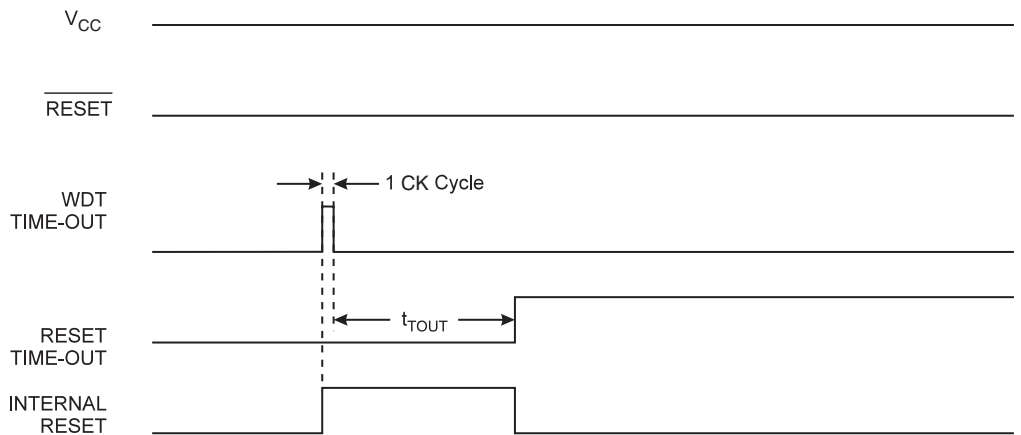 VCC
RESET
1 CK Cycle
WDT
TIME-OUT
tTOUT
RESET
TIME-OUT
INTERNAL
RESET